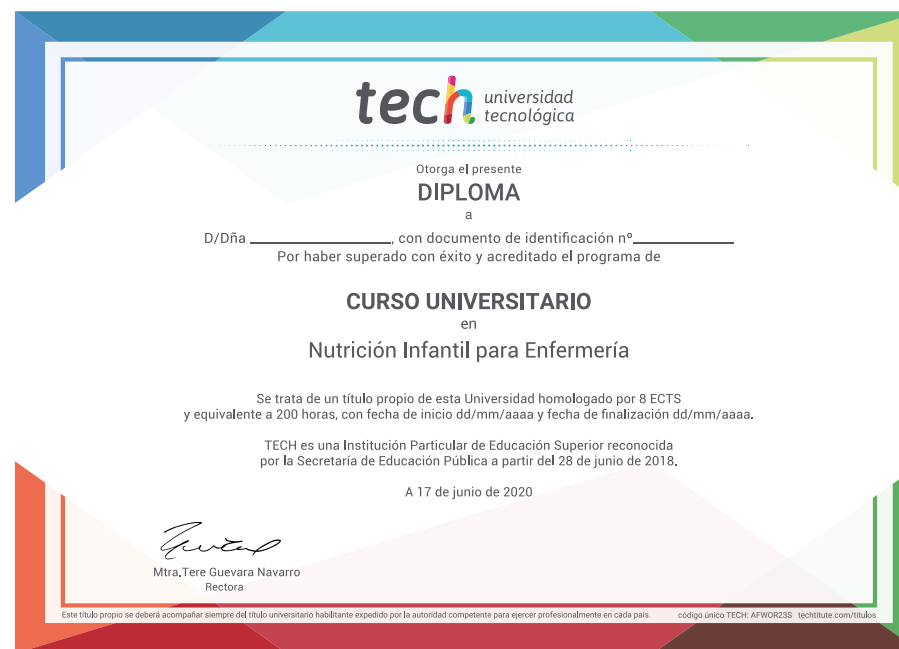 tech universidad
tecnológica
Otorga el presente
DIPLOMA
a
D/Dña ____________________, con documento de identificación nº______________
Por haber superado con éxito y acreditado el programa de
CURSO UNIVERSITARIO
en
Nutrición Infantil para Enfermería
Se trata de un título propio de esta Universidad homologado por 8 ECTS
y equivalente a 200 horas, con fecha de inicio dd/mm/aaaa y fecha de finalización dd/mm/aaaa.
TECH es una Institución Particular de Educación Superior reconocida
por la Secretaría de Educación Pública a partir del 28 de junio de 2018.
A 17 de junio de 2020
Mtra.Tere Guevara Navarro
Rectora
Este título propio se deberá acompañar siempre del título universitario habilitante expedido por la autoridad competente para ejercer profesionalmente en cada país. código único TECH: AFWOR23S techtitute.com/titulos